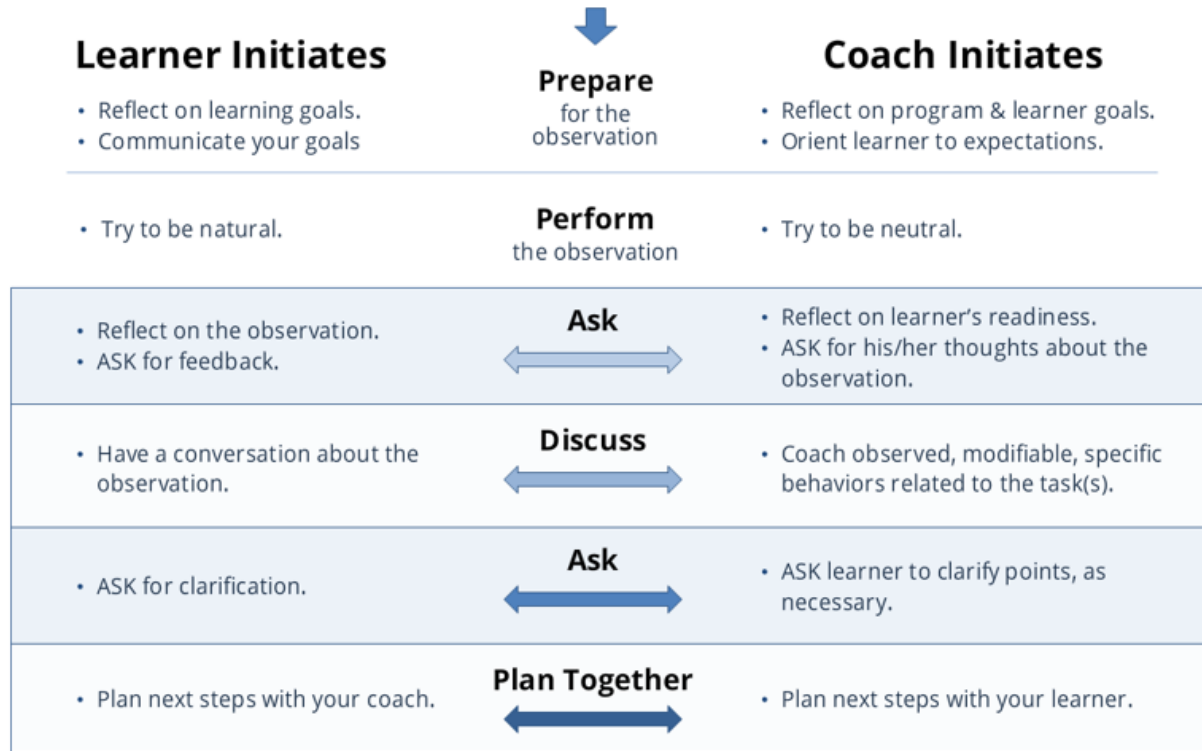 Learner Initiates
• Reflect on learning goals.
• Communicate your goals
Prepare
for the
observation
Coach Initiates
• Reflect on program & learner goals.
• Orient learner to expectations.
• Try to be natural.
Perform
the observation
• Try to be neutral.
• Reflect on the observation.
• ASK for feedback.
Ask
• Reflect on learner’s readiness.
• ASK for his/her thoughts about the
observation.
• Have a conversation about the
observation.
Discuss
• Coach observed, modifiable, specific
behaviors related to the task(s).
• ASK for clarification.
Ask
• ASK learner to clarify points, as
necessary.
• Plan next steps with your coach.
Plan Together
• Plan next steps with your learner.